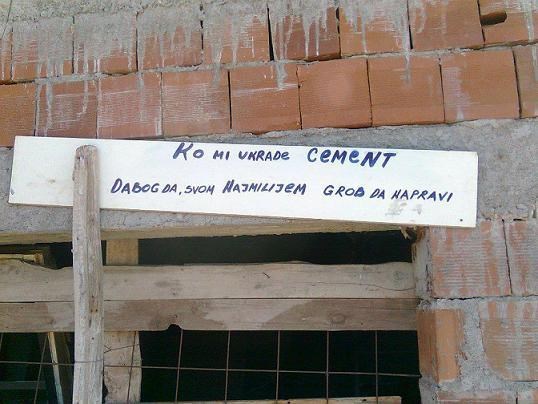 KO MI UKRADE CEMENT
DABOGDA, SVOM NAJMILIJEM GROB DA NAPRAVI